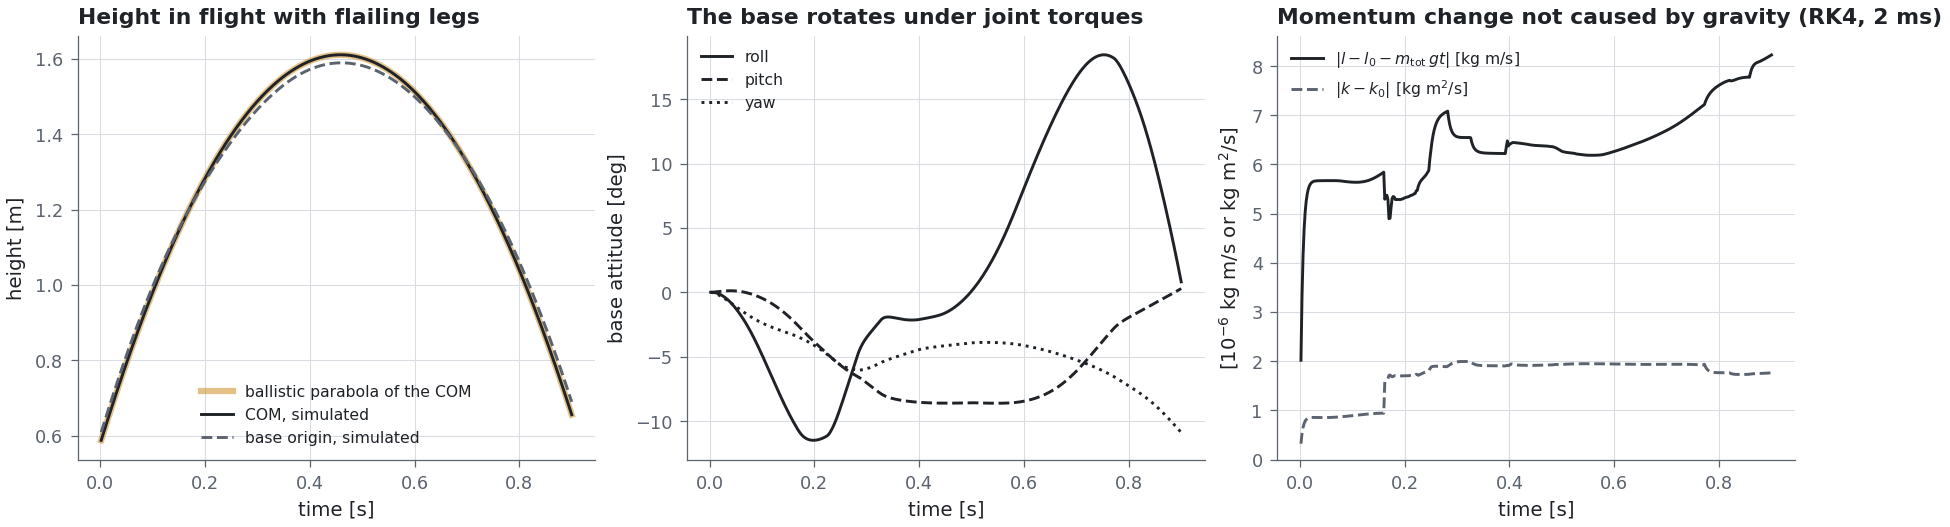 Height in flight with flailing legs
height [m]
1.6
1.4
1.2
1.0
0.8
0.6
ballistic parabola of the COM
COM, simulated
base origin, simulated
0.0 0.2 0.4 0.6 0.8
time [s]
The base rotates under joint torques
base attitude [deg]
roll
pitch
yaw
15
10
5
0
−5
−10
0.0 0.2 0.4 0.6 0.8
time [s]
Momentum change not caused by gravity (RK4, 2 ms)
[10⁻⁶ kg m/s or kg m²/s]
|l − l₀ − m_tot gt| [kg m/s]
|k − k₀| [kg m²/s]
8
7
6
5
4
3
2
1
0
0.0 0.2 0.4 0.6 0.8
time [s]